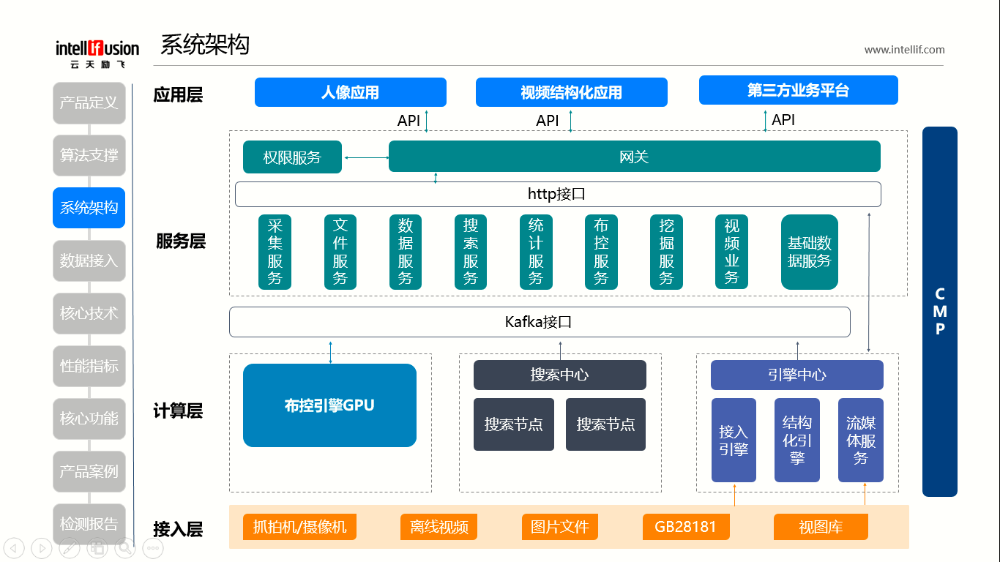 intellifusion
云天励飞
系统架构
www.intellif.com
产品定义
算法支撑
系统架构
数据接入
核心技术
性能指标
核心功能
产品案例
检测报告
应用层
人像应用
视频结构化应用
第三方业务平台
API
API
API
服务层
权限服务
网关
http接口
采集服务
文件服务
数据服务
搜索服务
统计服务
布控服务
挖掘服务
视频业务
基础数
据服务
Kafka接口
计算层
布控引擎GPU
搜索中心
搜索节点
搜索节点
引擎中心
接入
引擎
结构
化引
擎
流媒
体服
务
接入层
抓拍机/摄像机
离线视频
图片文件
GB28181
视图库
CMP